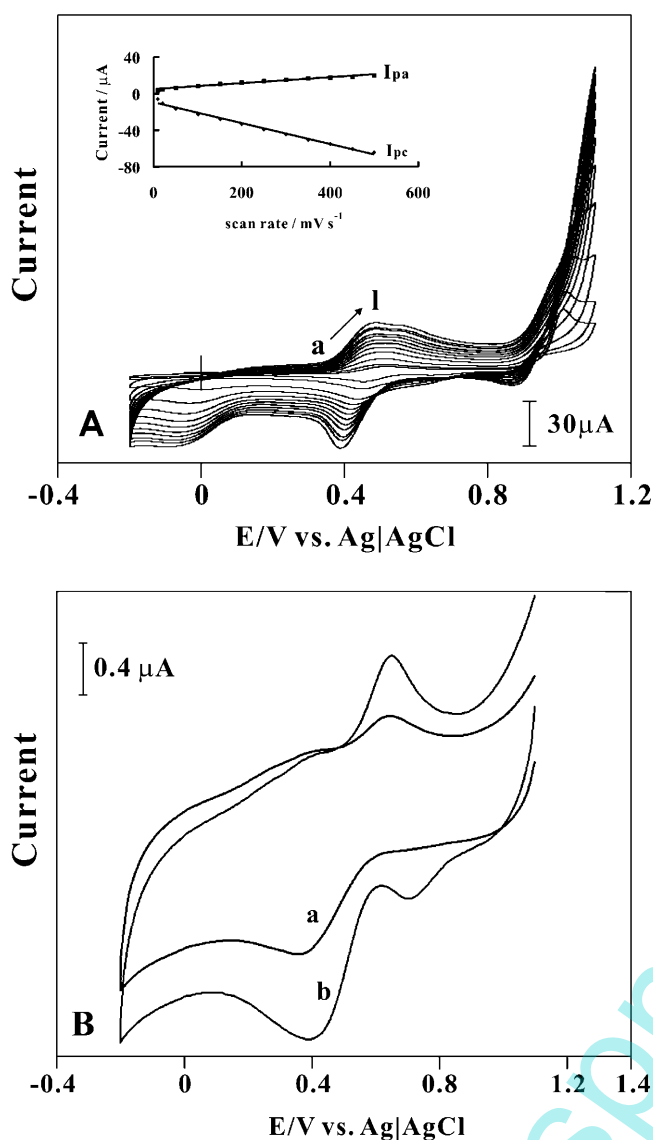 40
0
-40
-80
Current / μA
Ipa
Ipc
0
200
400
600
scan rate / mV s-1
Current
a
l
A
30μA
-0.4
0
0.4
0.8
1.2
E/V vs. Ag|AgCl
0.4 μA
Current
a
b
B
-0.4
0
0.4
0.8
1.2
1.4
E/V vs. Ag|AgCl